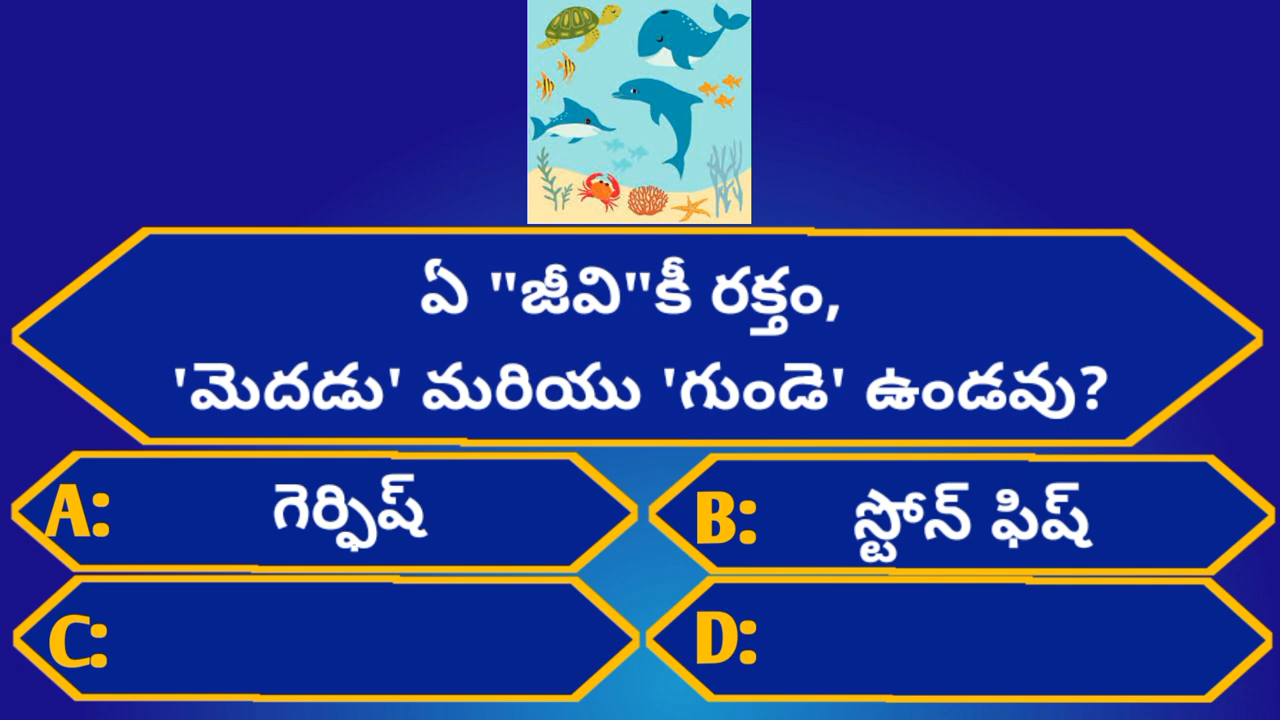 ఏ "జీవి"కీ రక్తం,
'మెదడు' మరియు 'గుండె' ఉండవు?
A: గెర్ఫిష్
B: స్టోన్ ఫిష్
C:
D: